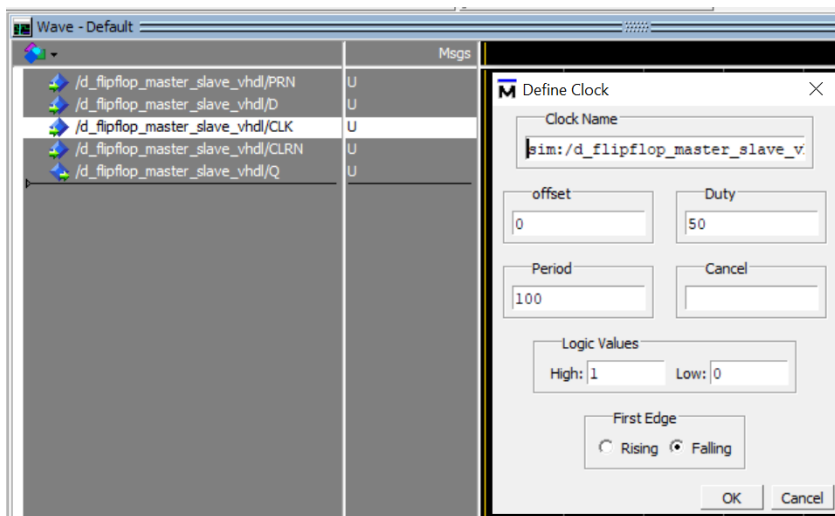 Wave - Default
Msgs
/d_flipflop_master_slave_vhdl/PRN U
/d_flipflop_master_slave_vhdl/D U
/d_flipflop_master_slave_vhdl/CLK U
/d_flipflop_master_slave_vhdl/CLRN U
/d_flipflop_master_slave_vhdl/Q U
M Define Clock
Clock Name
sim:/d_flipflop_master_slave_v
offset Duty
0 50
Period Cancel
100
Logic Values
High: 1 Low: 0
First Edge
Rising Falling
OK Cancel